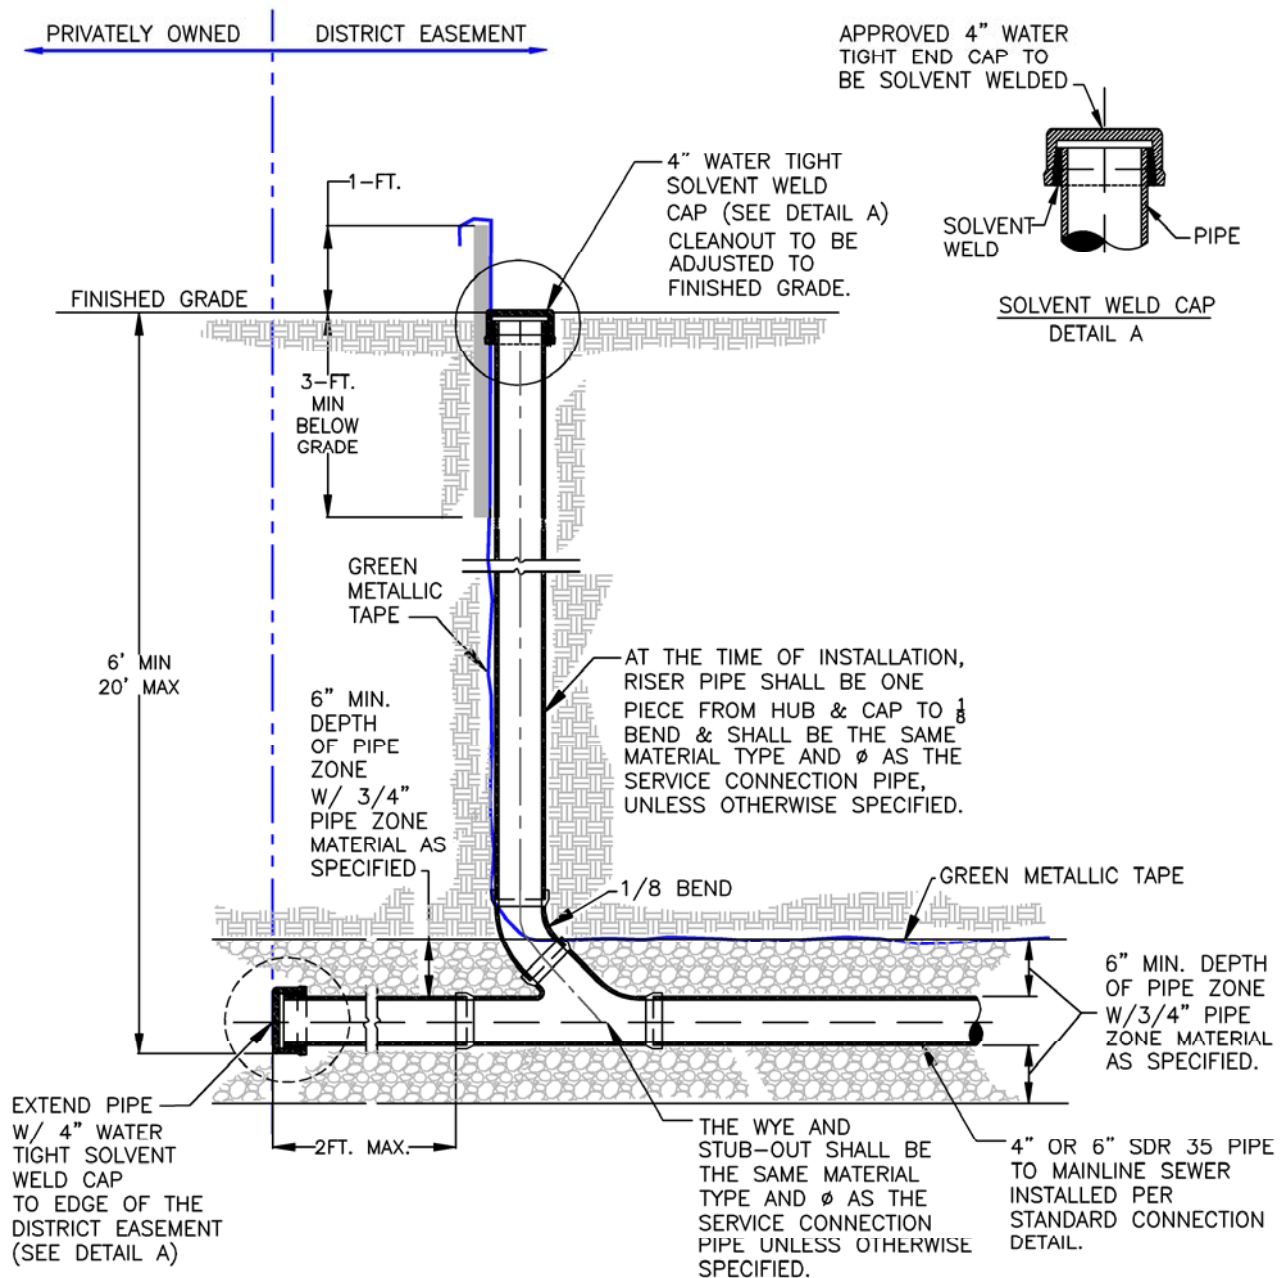 PRIVATELY OWNED
DISTRICT EASEMENT
APPROVED 4” WATER
TIGHT END CAP TO
BE SOLVENT WELDED
SOLVENT
WELD
PIPE
SOLVENT WELD CAP
DETAIL A
1-FT.
4” WATER TIGHT
SOLVENT WELD
CAP (SEE DETAIL A)
CLEANOUT TO BE
ADJUSTED TO
FINISHED GRADE.
FINISHED GRADE
3-FT.
MIN
BELOW
GRADE
GREEN
METALLIC
TAPE
6' MIN
20' MAX
6” MIN.
DEPTH
OF PIPE
ZONE
W/ 3/4”
PIPE ZONE
MATERIAL AS
SPECIFIED
AT THE TIME OF INSTALLATION,
RISER PIPE SHALL BE ONE
PIECE FROM HUB & CAP TO 1/8
BEND & SHALL BE THE SAME
MATERIAL TYPE AND ø AS THE
SERVICE CONNECTION PIPE,
UNLESS OTHERWISE SPECIFIED.
1/8 BEND
GREEN METALLIC TAPE
6” MIN. DEPTH
OF PIPE ZONE
W/3/4” PIPE
ZONE MATERIAL
AS SPECIFIED.
EXTEND PIPE
W/ 4” WATER
TIGHT SOLVENT
WELD CAP
TO EDGE OF THE
DISTRICT EASEMENT
(SEE DETAIL A)
2FT. MAX.
THE WYE AND
STUB-OUT SHALL BE
THE SAME MATERIAL
TYPE AND ø AS THE
SERVICE CONNECTION
PIPE UNLESS OTHERWISE
SPECIFIED.
4” OR 6” SDR 35 PIPE
TO MAINLINE SEWER
INSTALLED PER
STANDARD CONNECTION
DETAIL.